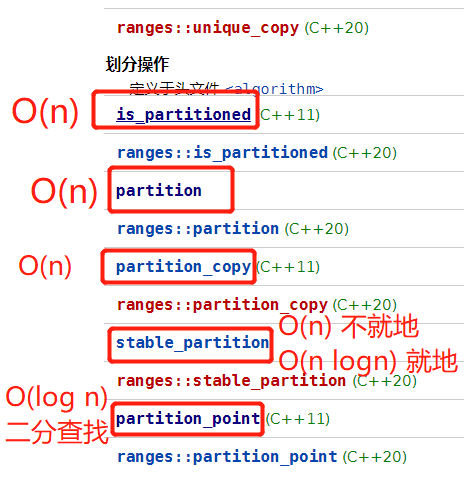 ranges::unique_copy (C++20)
划分操作
定义于头文件 <algorithm>
O(n) is_partitioned (C++11)
ranges::is_partitioned (C++20)
O(n) partition
ranges::partition (C++20)
O(n) partition_copy (C++11)
ranges::partition_copy (C++20)
stable_partition O(n) 不就地
O(n logn) 就地
ranges::stable_partition (C++20)
O(log n)
二分查找 partition_point (C++11)
ranges::partition_point (C++20)